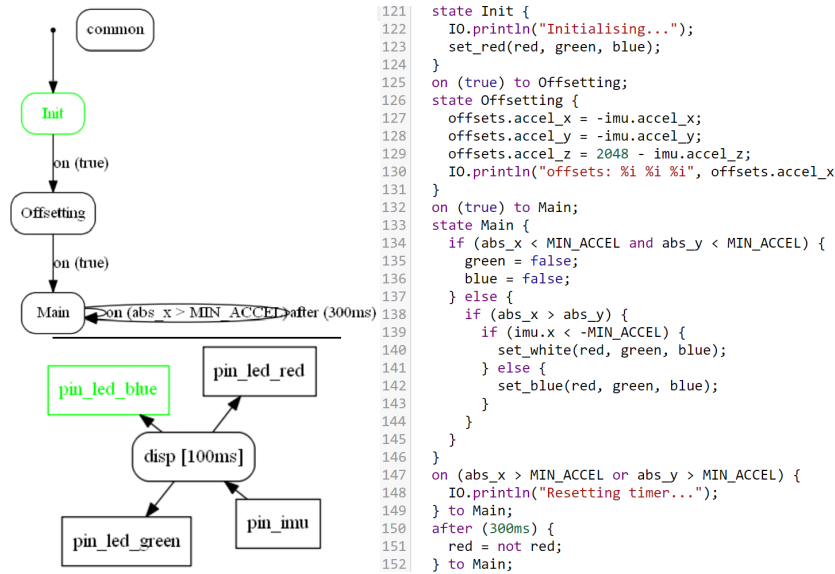 common
Init
on (true)
Offsetting
on (true)
Main
on (abs_x > MIN_ACCEL)
after (300ms)
pin_led_red
pin_led_blue
disp [100ms]
pin_imu
pin_led_green
121 state Init {
122 IO.println("Initialising...");
123 set_red(red, green, blue);
124 }
125 on (true) to Offsetting;
126 state Offsetting {
127 offsets.accel_x = -imu.accel_x;
128 offsets.accel_y = -imu.accel_y;
129 offsets.accel_z = 2048 - imu.accel_z;
130 IO.println("offsets: %i %i %i", offsets.accel_x
131 }
132 on (true) to Main;
133 state Main {
134 if (abs_x < MIN_ACCEL and abs_y < MIN_ACCEL) {
135 green = false;
136 blue = false;
137 } else {
138 if (abs_x > abs_y) {
139 if (imu.x < -MIN_ACCEL) {
140 set_white(red, green, blue);
141 } else {
142 set_blue(red, green, blue);
143 }
144 }
145 }
146 }
147 on (abs_x > MIN_ACCEL or abs_y > MIN_ACCEL) {
148 IO.println("Resetting timer...");
149 } to Main;
150 after (300ms) {
151 red = not red;
152 } to Main;